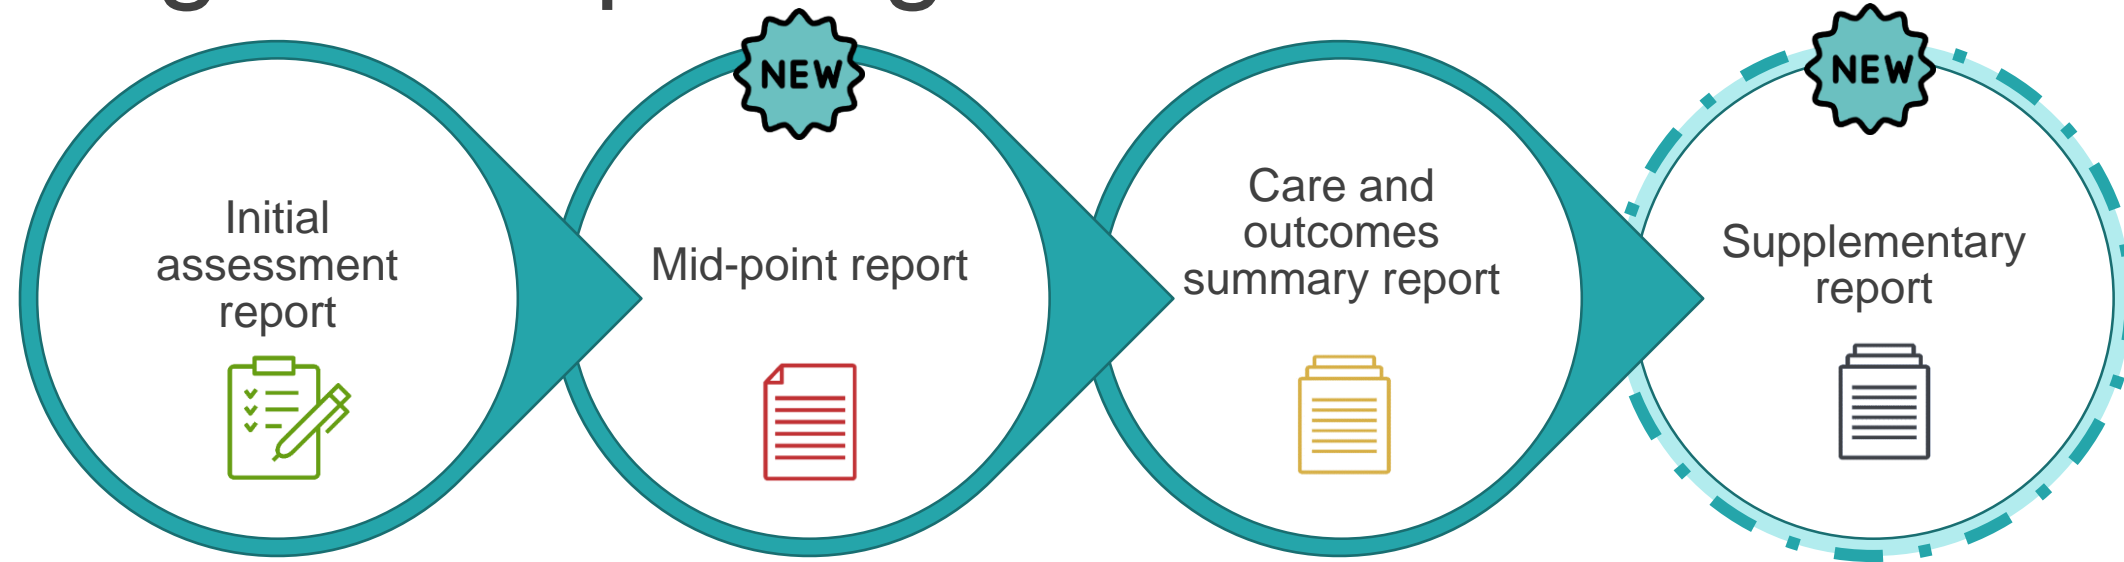 Initial
assessment
report
NEW
Mid-point report
Care and
outcomes
summary report
NEW
Supplementary
report